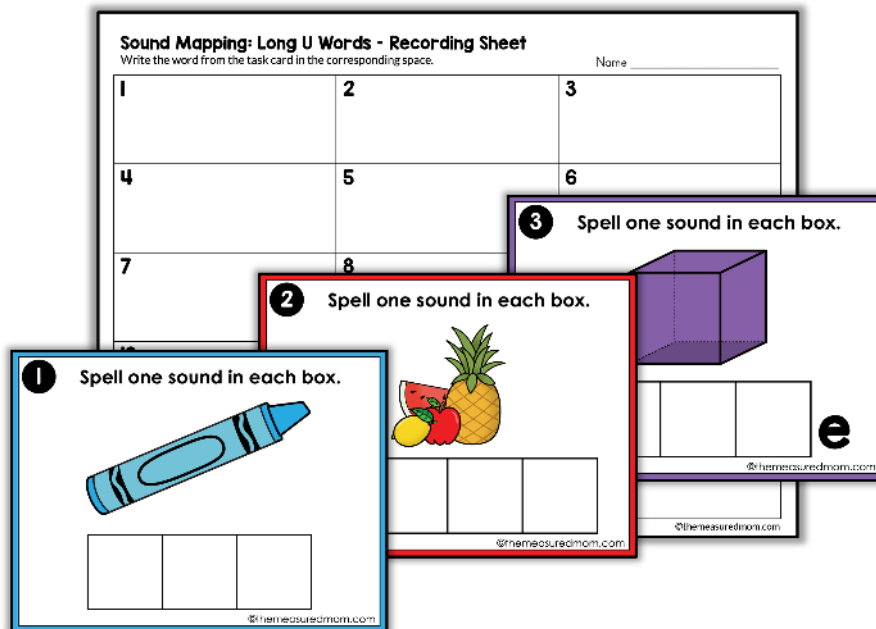 Sound Mapping: Long U Words - Recording Sheet
Write the word from the task card in the corresponding space.
Name
1 2 3
4 5 6
7 8
3 Spell one sound in each box.
e
©themeasuredmom.com
2 Spell one sound in each box.
©themeasuredmom.com
1 Spell one sound in each box.
©themeasuredmom.com
©themeasuredmom.com